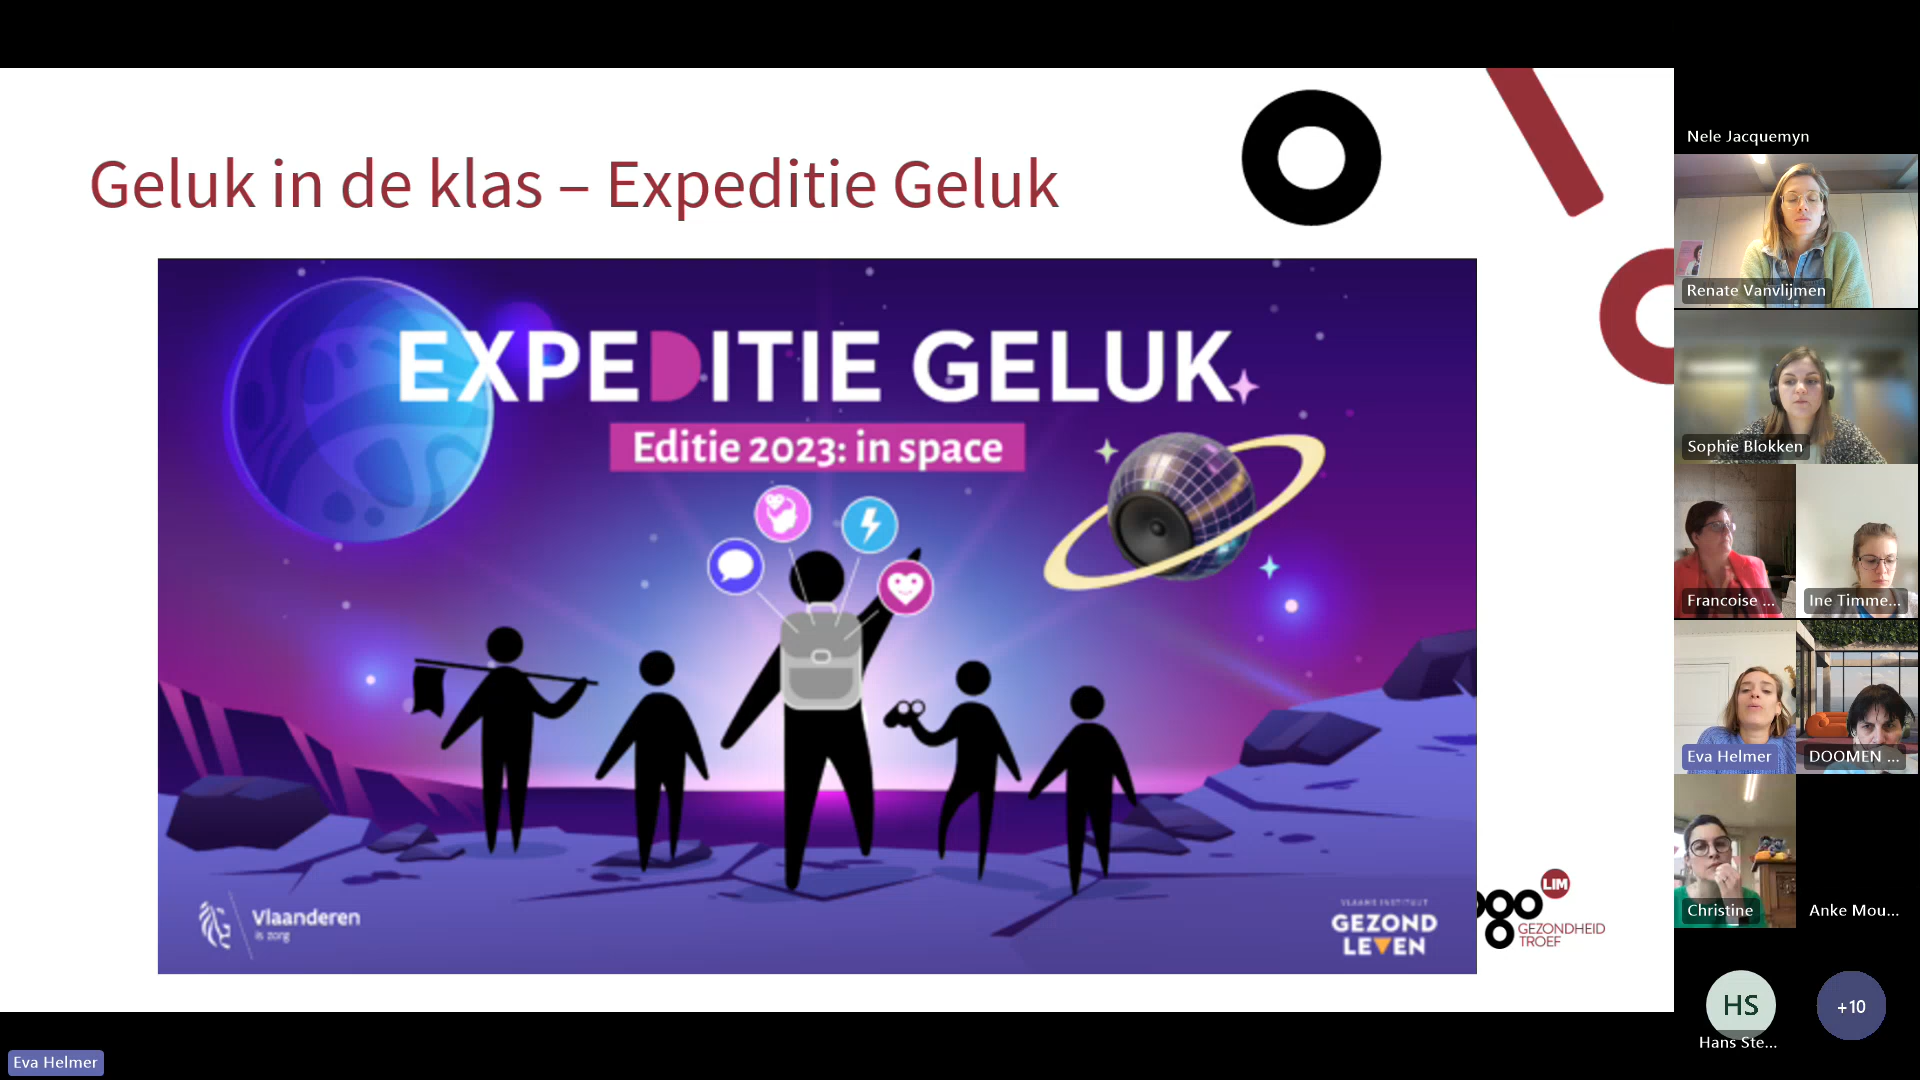 Geluk in de klas – Expeditie Geluk
EXPEDITIE GELUK
Editie 2023: in space
Vlaanderen
is zorg
VLAAMS INSTITUUT
GEZOND
LEVEN
LIM
GEZONDHEID
TROEF
Nele Jacquemyn
Renate Vanvlijmen
Sophie Blokken
Francoise ...
Ine Timme...
Eva Helmer
DOOMEN ...
Christine
Anke Mou...
HS
+10
Hans Ste...
Eva Helmer